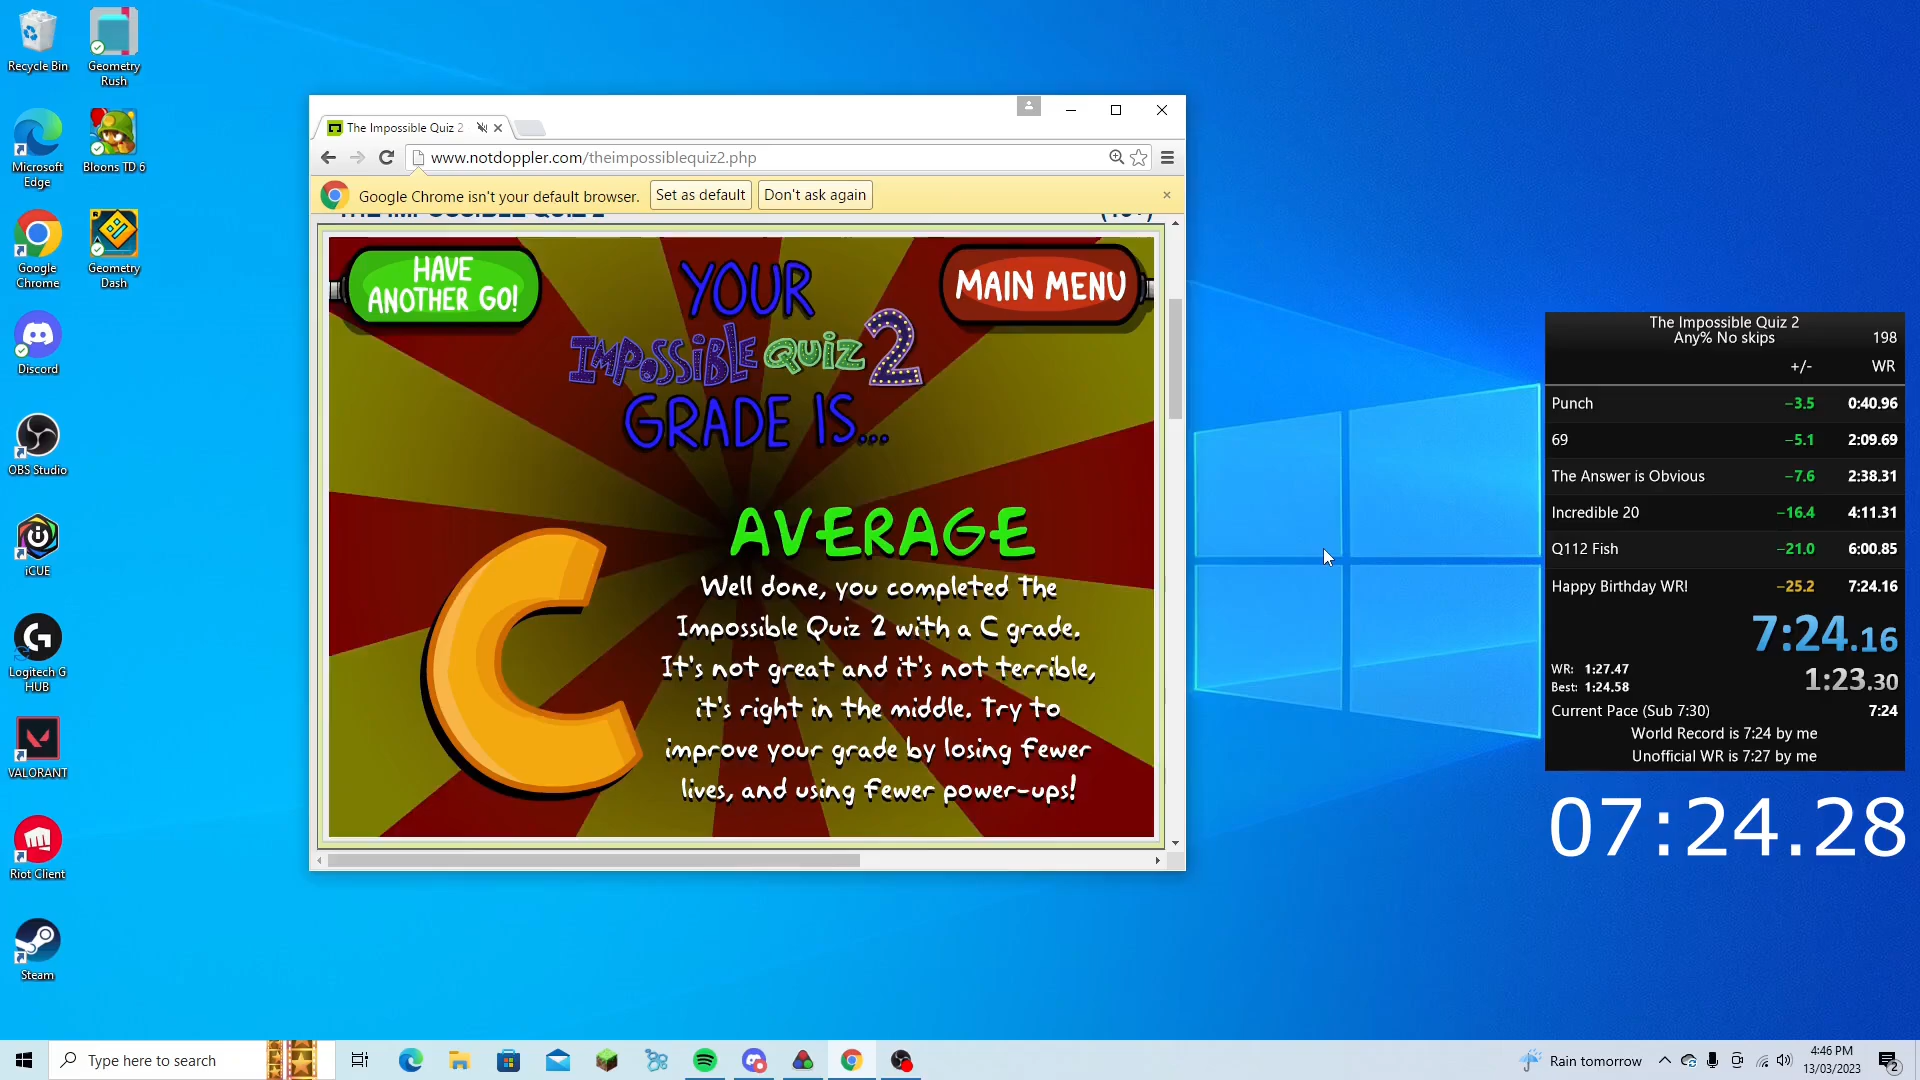 Recycle Bin
Geometry
Rush
Microsoft
Edge
Bloons TD 6
Google
Chrome
Geometry
Dash
Discord
OBS Studio
iCUE
Logitech G
HUB
VALORANT
Riot Client
Steam
The Impossible Quiz 2
www.notdoppler.com/theimpossiblequiz2.php
Google Chrome isn't your default browser.
Set as default
Don't ask again
HAVE
ANOTHER GO!
MAIN MENU
YOUR
IMPOSSIBLE QUIZ 2
GRADE IS...
C
AVERAGE
Well done, you completed The
Impossible Quiz 2 with a C grade.
It's not great and it's not terrible,
it's right in the middle. Try to
improve your grade by losing fewer
lives, and using fewer power-ups!
The Impossible Quiz 2
Any% No skips 198
+/- WR
Punch −3.5 0:40.96
69 −5.1 2:09.69
The Answer is Obvious −7.6 2:38.31
Incredible 20 −16.4 4:11.31
Q112 Fish −21.0 6:00.85
Happy Birthday WR! −25.2 7:24.16
7:24.16
WR: 1:27.47
Best: 1:24.58
1:23.30
Current Pace (Sub 7:30) 7:24
World Record is 7:24 by me
Unofficial WR is 7:27 by me
07:24.28
Type here to search
Rain tomorrow
4:46 PM
13/03/2023
2